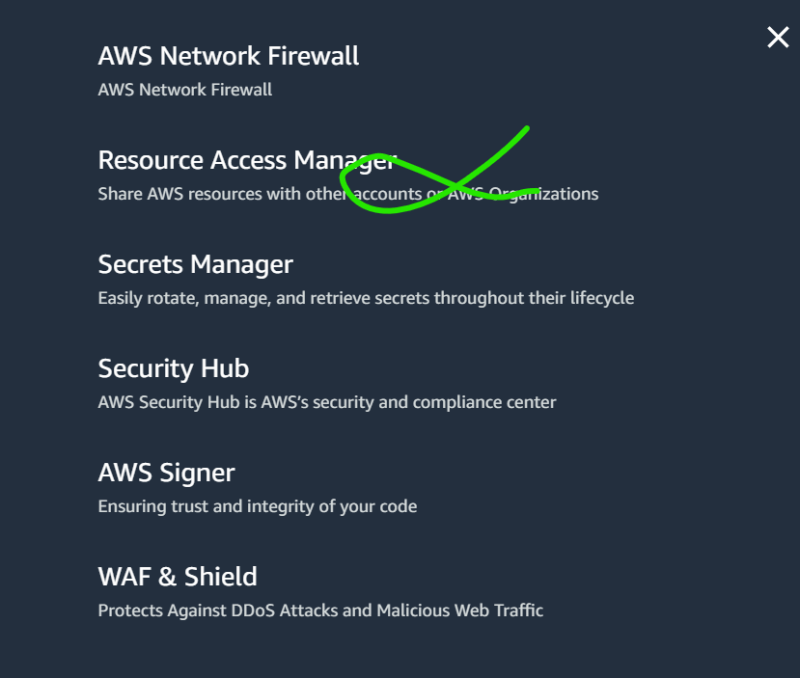 AWS Network Firewall
AWS Network Firewall
Resource Access Manager
Share AWS resources with other accounts or AWS Organizations
Secrets Manager
Easily rotate, manage, and retrieve secrets throughout their lifecycle
Security Hub
AWS Security Hub is AWS’s security and compliance center
AWS Signer
Ensuring trust and integrity of your code
WAF & Shield
Protects Against DDoS Attacks and Malicious Web Traffic